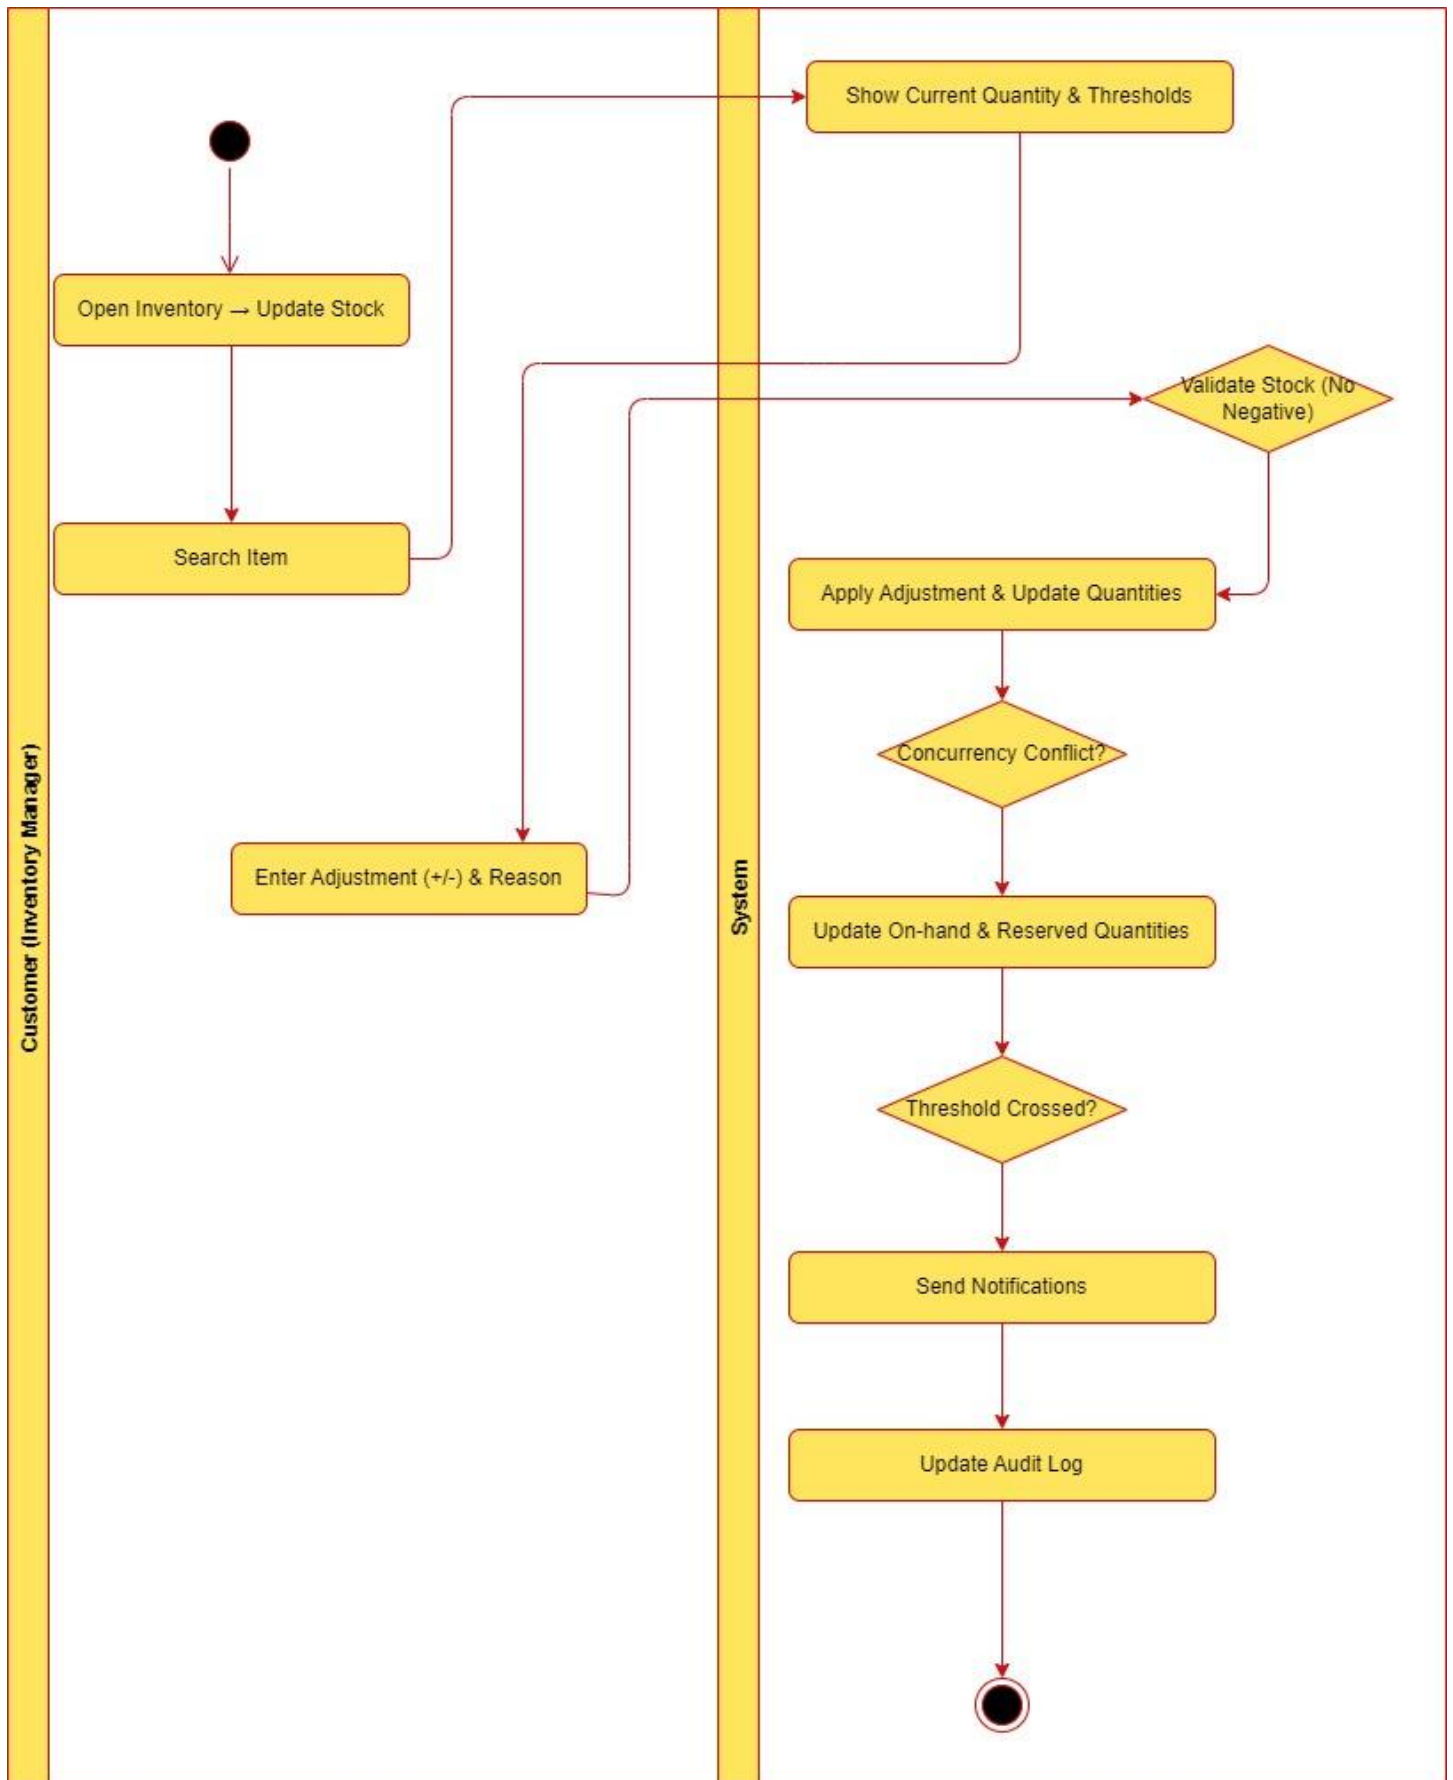 Customer (Inventory Manager)
Open Inventory → Update Stock
Search Item
Enter Adjustment (+/-) & Reason
System
Show Current Quantity & Thresholds
Validate Stock (No
Negative)
Apply Adjustment & Update Quantities
Concurrency Conflict?
Update On-hand & Reserved Quantities
Threshold Crossed?
Send Notifications
Update Audit Log